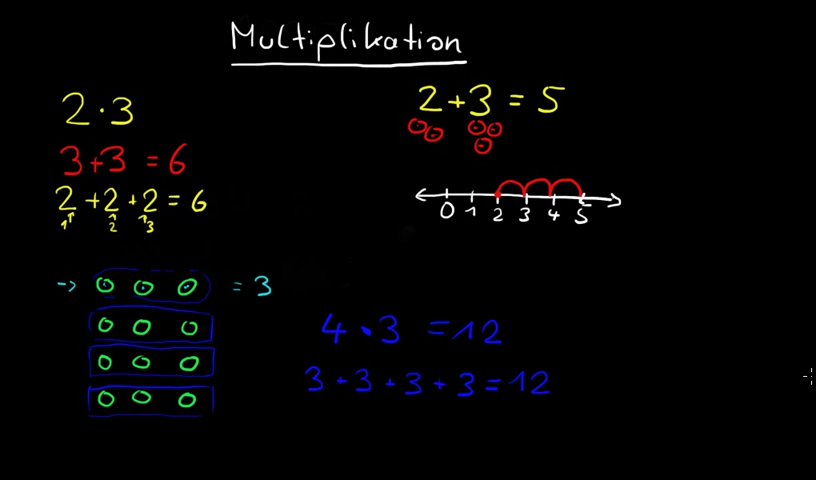 Multiplikation
2 · 3
3 + 3 = 6
2 + 2 + 2 = 6
1 2 3
2 + 3 = 5
0 1 2 3 4 5
-> = 3
4 · 3 = 12
3 + 3 + 3 + 3 = 12